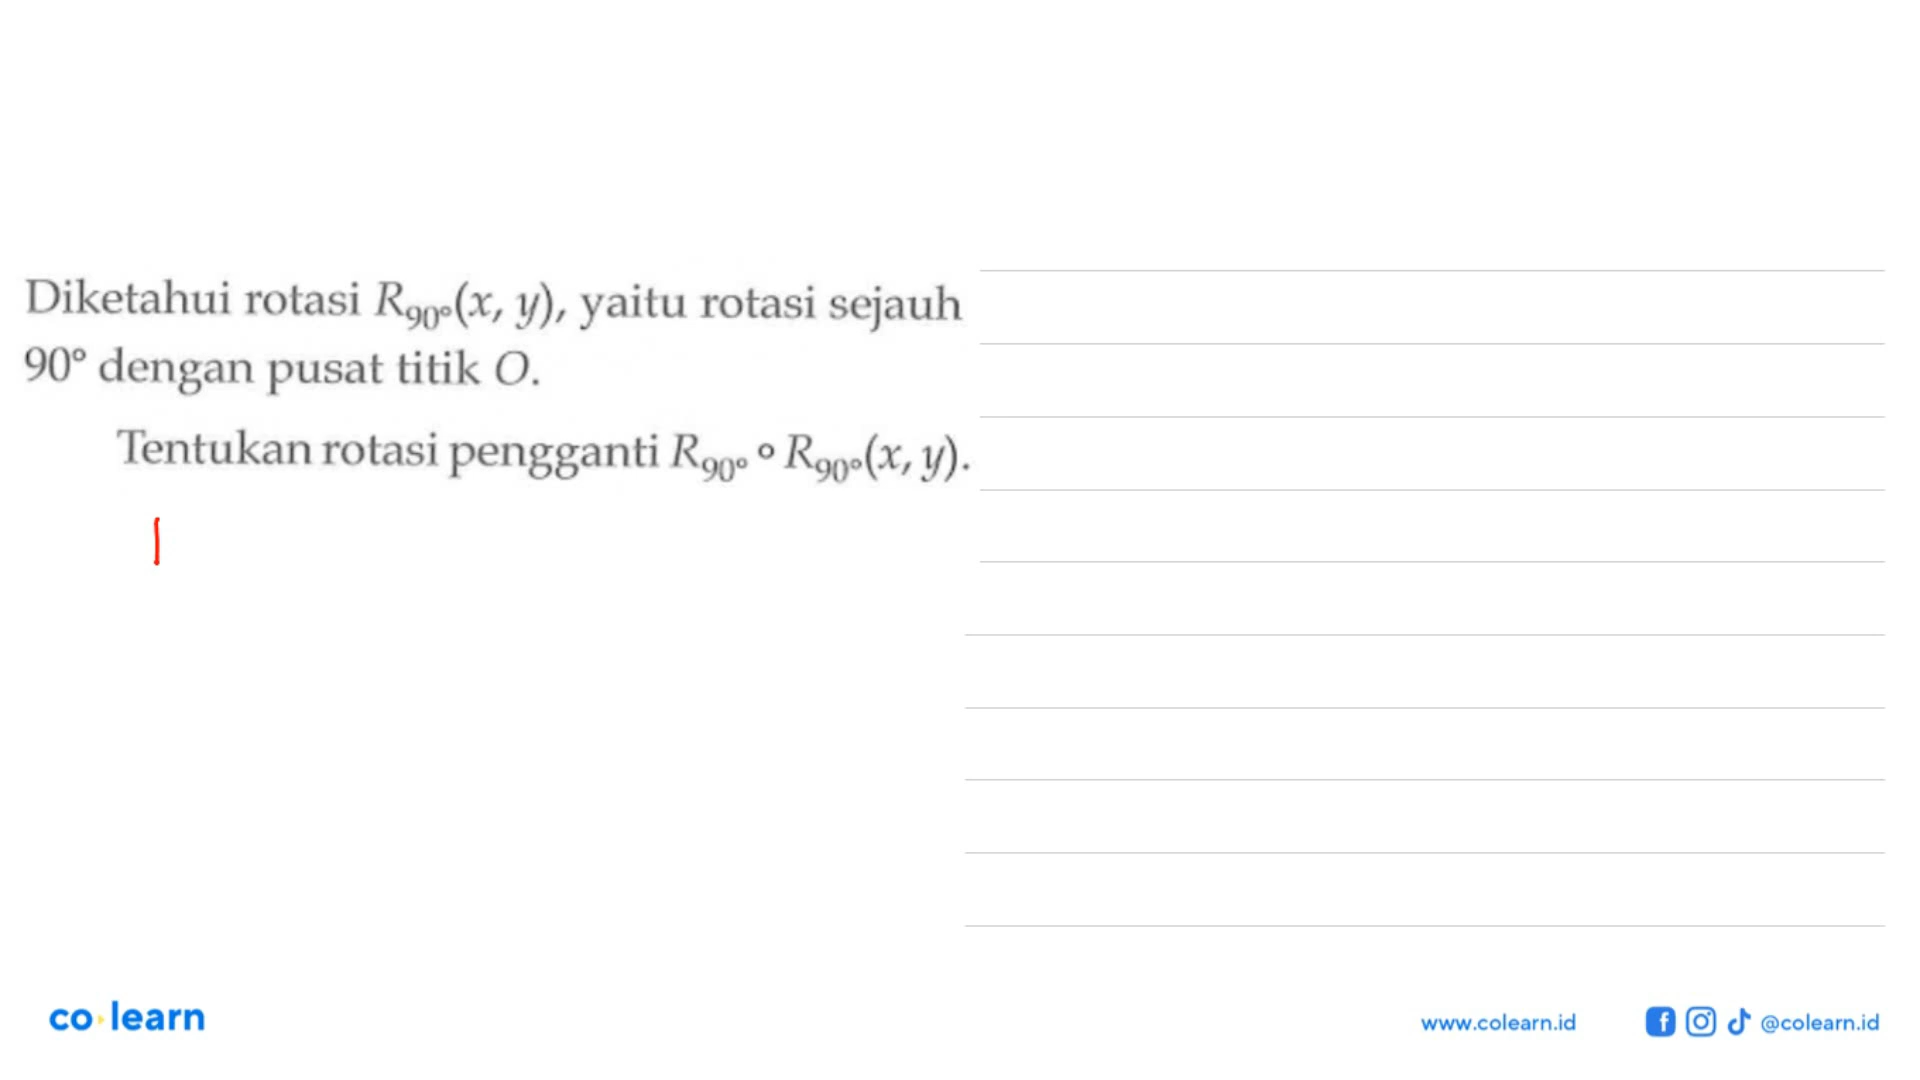 Diketahui rotasi R₉₀°(x, y), yaitu rotasi sejauh
90° dengan pusat titik O.
Tentukan rotasi pengganti R₉₀° ∘ R₉₀°(x, y).
co learn
www.colearn.id @colearn.id